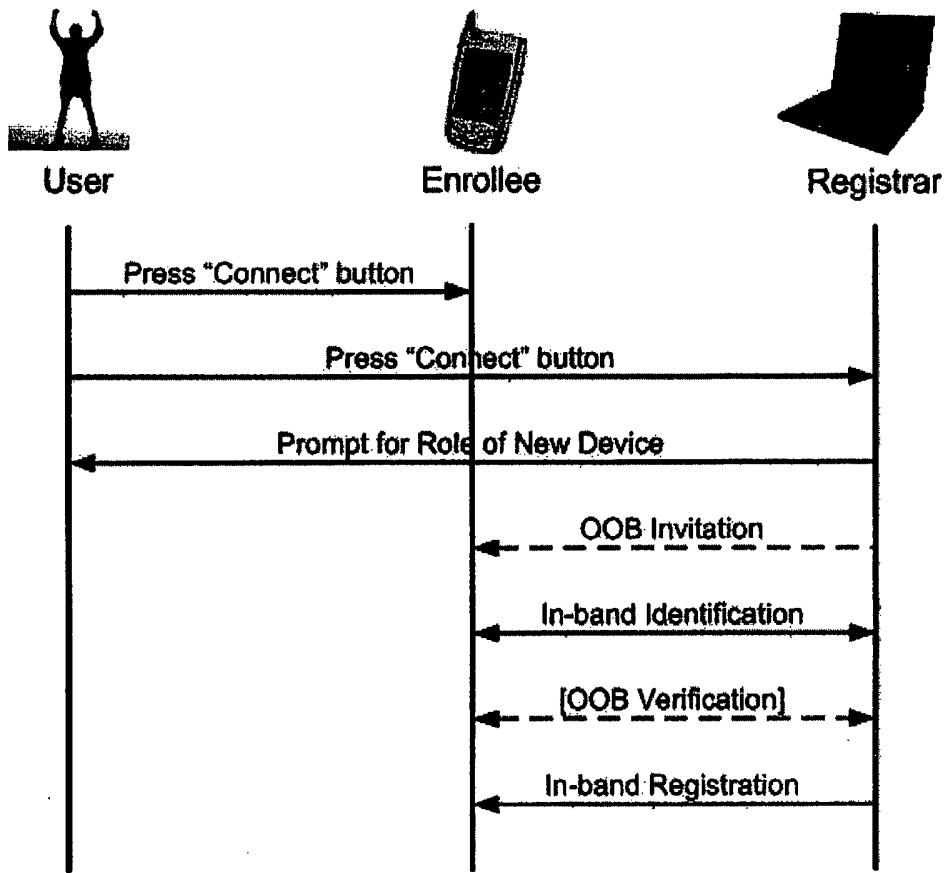 User
Enrollee
Registrar
Press “Connect” button
Press “Connect” button
Prompt for Role of New Device
OOB Invitation
In-band Identification
[OOB Verification]
In-band Registration